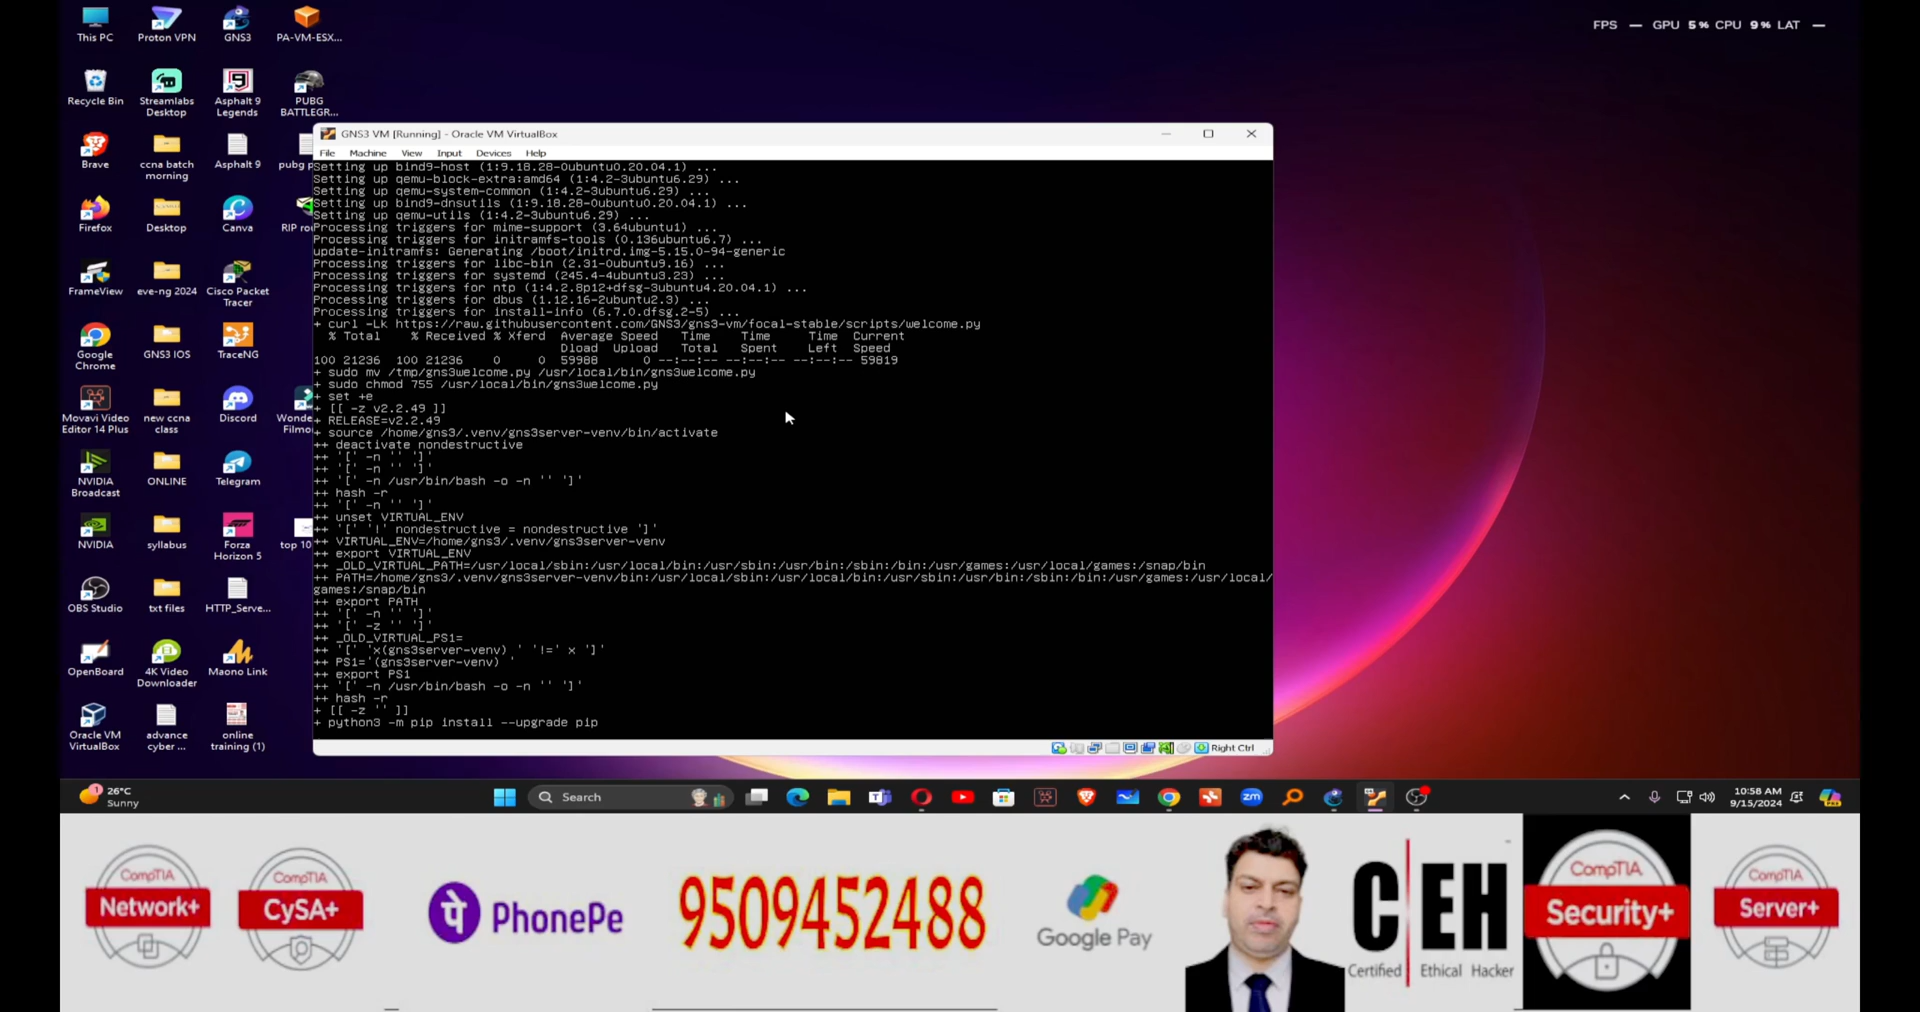 This PC
Proton VPN
GNS3
PA-VM-ESX...
FPS — GPU 5% CPU 9% LAT —
Recycle Bin
Streamlabs Desktop
Asphalt 9 Legends
PUBG BATTLEGR...
Brave
ccna batch morning
Asphalt 9
pubg p
Firefox
Desktop
Canva
RIP rou
FrameView
eve-ng 2024
Cisco Packet Tracer
Google Chrome
GNS3 IOS
TraceNG
Movavi Video Editor 14 Plus
new ccna class
Discord
Wonde Filmo
NVIDIA Broadcast
ONLINE
Telegram
NVIDIA
syllabus
Forza Horizon 5
top 10
OBS Studio
txt files
HTTP_Serve...
OpenBoard
4K Video Downloader
Maono Link
Oracle VM VirtualBox
advance cyber ...
online training (1)
GNS3 VM [Running] - Oracle VM VirtualBox
File Machine View Input Devices Help
Setting up bind9-host (1:9.18.28-0ubuntu0.20.04.1) ...
Setting up qemu-block-extra:amd64 (1:4.2-3ubuntu6.29) ...
Setting up qemu-system-common (1:4.2-3ubuntu6.29) ...
Setting up bind9-dnsutils (1:9.18.28-0ubuntu0.20.04.1) ...
Setting up qemu-utils (1:4.2-3ubuntu6.29) ...
Processing triggers for mime-support (3.64ubuntu1) ...
Processing triggers for initramfs-tools (0.136ubuntu6.7) ...
update-initramfs: Generating /boot/initrd.img-5.15.0-94-generic
Processing triggers for libc-bin (2.31-0ubuntu9.16) ...
Processing triggers for systemd (245.4-4ubuntu3.23) ...
Processing triggers for ntp (1:4.2.8p12+dfsg-3ubuntu4.20.04.1) ...
Processing triggers for dbus (1.12.16-2ubuntu2.3) ...
Processing triggers for install-info (6.7.0.dfsg.2-5) ...
+ curl -Lk https://raw.githubusercontent.com/GNS3/gns3-vm/focal-stable/scripts/welcome.py
% Total % Received % Xferd Average Speed Time Time Time Current
Dload Upload Total Spent Left Speed
100 21236 100 21236 0 0 59988 0 --:--:-- --:--:-- --:--:-- 59819
+ sudo mv /tmp/gns3welcome.py /usr/local/bin/gns3welcome.py
+ sudo chmod 755 /usr/local/bin/gns3welcome.py
+ set +e
+ [[ -z v2.2.49 ]]
+ RELEASE=v2.2.49
+ source /home/gns3/.venv/gns3server-venv/bin/activate
++ deactivate nondestructive
++ '[' -n '' ']'
++ '[' -n '' ']'
++ '[' -n /usr/bin/bash -o -n '' ']'
++ hash -r
++ '[' -n '' ']'
++ unset VIRTUAL_ENV
++ '[' '!' nondestructive = nondestructive ']'
++ VIRTUAL_ENV=/home/gns3/.venv/gns3server-venv
++ export VIRTUAL_ENV
++ _OLD_VIRTUAL_PATH=/usr/local/sbin:/usr/local/bin:/usr/sbin:/usr/bin:/sbin:/bin:/usr/games:/usr/local/games:/snap/bin
++ PATH=/home/gns3/.venv/gns3server-venv/bin:/usr/local/sbin:/usr/local/bin:/usr/sbin:/usr/bin:/sbin:/bin:/usr/games:/usr/local/
games:/snap/bin
++ export PATH
++ '[' -n '' ']'
++ '[' -z '' ']'
++ _OLD_VIRTUAL_PS1=
++ '[' 'x(gns3server-venv) ' '!=' x ']'
++ PS1='(gns3server-venv) '
++ export PS1
++ '[' -n /usr/bin/bash -o -n '' ']'
++ hash -r
+ [[ -z '' ]]
+ python3 -m pip install --upgrade pip
Right Ctrl
1
26°C
Sunny
Search
zm
10:58 AM
9/15/2024
CompTIA
Network+
CompTIA
CySA+
पे PhonePe
9509452488
Google Pay
C|EH
Certified Ethical Hacker
CompTIA
Security+
CompTIA
Server+